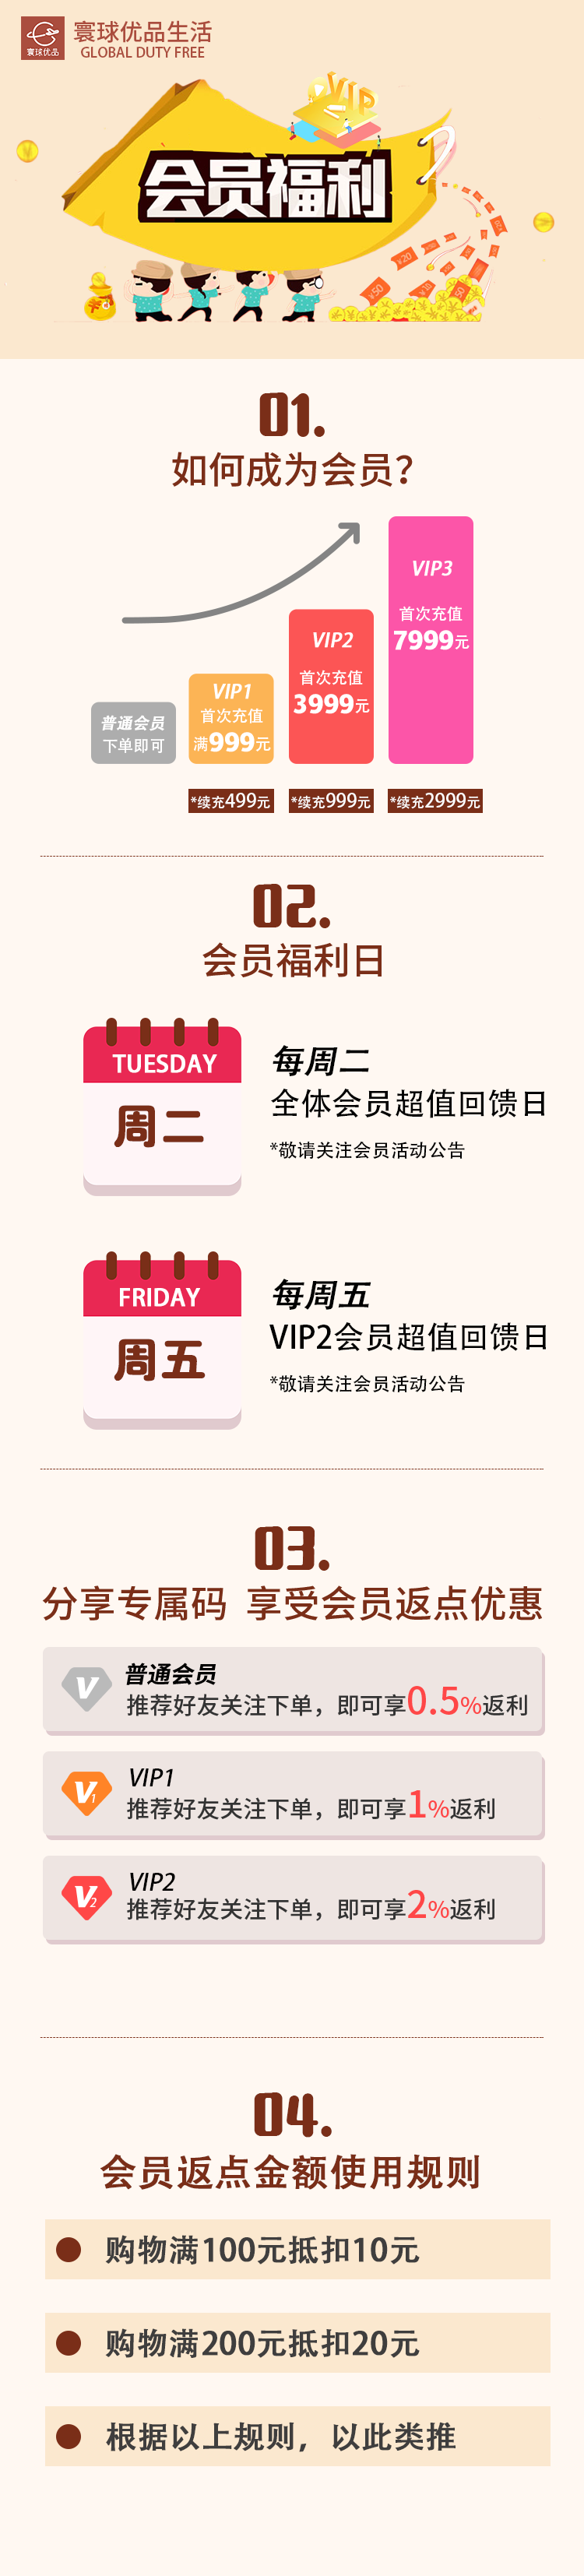 寰球优品
寰球优品生活
GLOBAL DUTY FREE
VIP
会员福利
¥20
¥50
01.
如何成为会员？
普通会员
下单即可
VIP1
首次充值
满999元
VIP2
首次充值
3999元
VIP3
首次充值
7999元
*续充499元
*续充999元
*续充2999元
02.
会员福利日
TUESDAY
周二
每周二
全体会员超值回馈日
*敬请关注会员活动公告
FRIDAY
周五
每周五
VIP2会员超值回馈日
*敬请关注会员活动公告
03.
分享专属码 享受会员返点优惠
V
普通会员
推荐好友关注下单，即可享0.5%返利
V1
VIP1
推荐好友关注下单，即可享1%返利
V2
VIP2
推荐好友关注下单，即可享2%返利
04.
会员返点金额使用规则
购物满100元抵扣10元
购物满200元抵扣20元
根据以上规则，以此类推